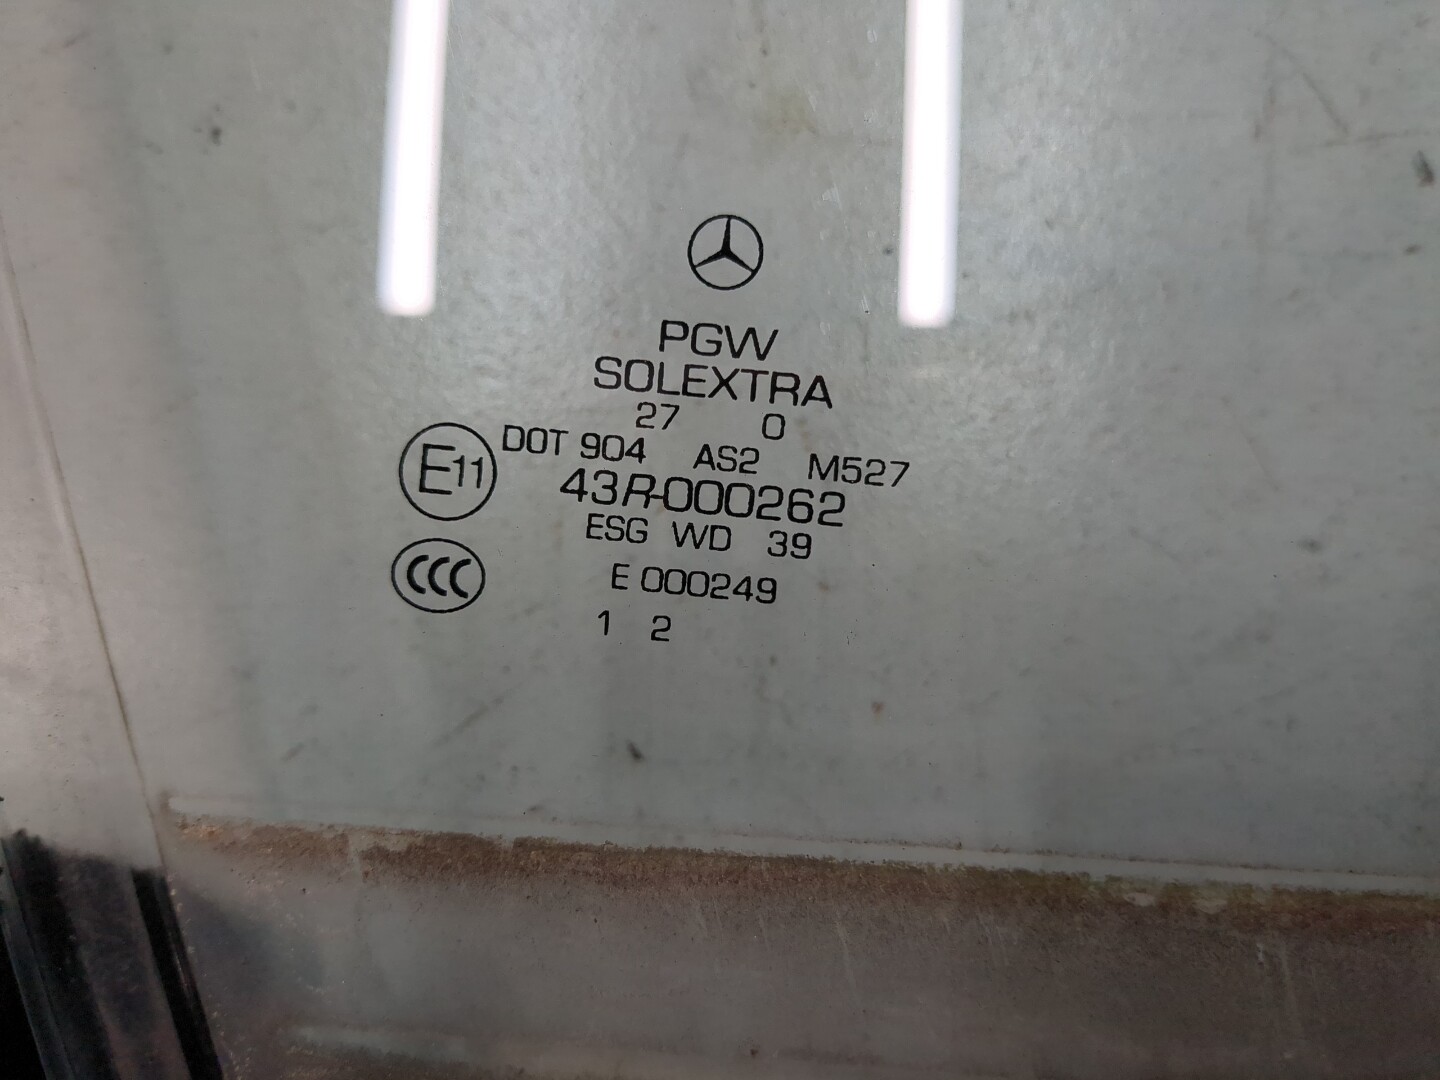 PGW
SOLEXTRA
27 0
DOT 904 AS2 M527
E11 43R-000262
ESG WD 39
CCC E 000249
1 2